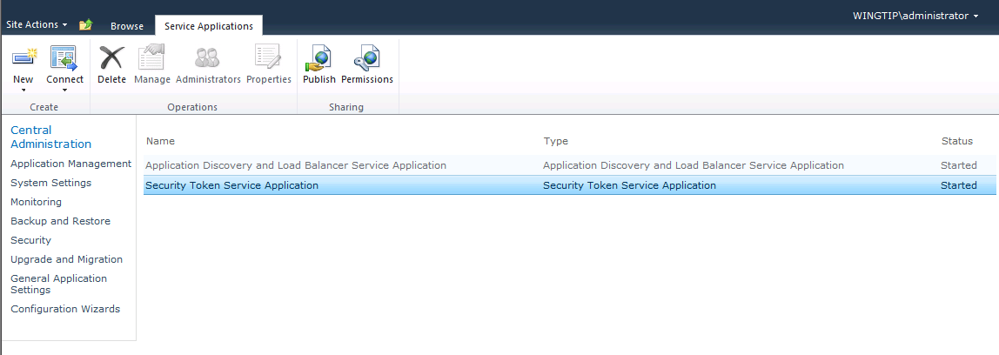 Site Actions Browse Service Applications WINGTIP\administrator
New Connect Delete Manage Administrators Properties Publish Permissions
Create Operations Sharing
Central
Administration
Application Management
System Settings
Monitoring
Backup and Restore
Security
Upgrade and Migration
General Application
Settings
Configuration Wizards
Name Type Status
Application Discovery and Load Balancer Service Application Application Discovery and Load Balancer Service Application Started
Security Token Service Application Security Token Service Application Started